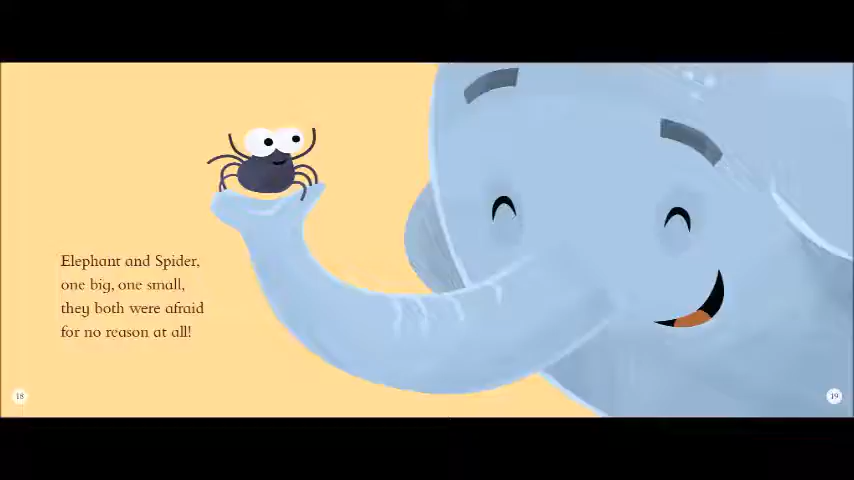 Elephant and Spider,
one big, one small,
they both were afraid
for no reason at all!
18
19